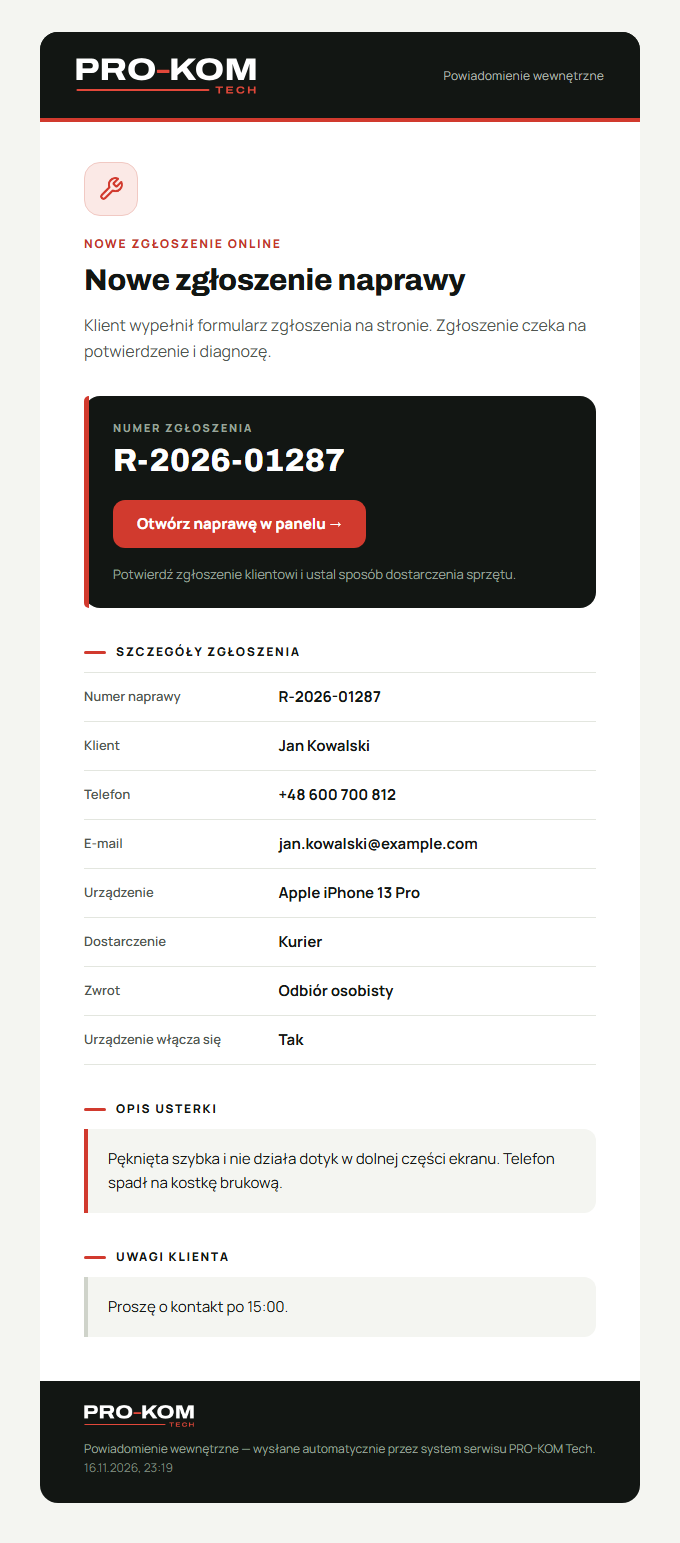 PRO-KOM
TECH
Powiadomienie wewnętrzne
NOWE ZGŁOSZENIE ONLINE
Nowe zgłoszenie naprawy
Klient wypełnił formularz zgłoszenia na stronie. Zgłoszenie czeka na
potwierdzenie i diagnozę.
NUMER ZGŁOSZENIA
R-2026-01287
Otwórz naprawę w panelu →
Potwierdź zgłoszenie klientowi i ustal sposób dostarczenia sprzętu.
SZCZEGÓŁY ZGŁOSZENIA
Numer naprawy R-2026-01287
Klient Jan Kowalski
Telefon +48 600 700 812
E-mail jan.kowalski@example.com
Urządzenie Apple iPhone 13 Pro
Dostarczenie Kurier
Zwrot Odbiór osobisty
Urządzenie włącza się Tak
OPIS USTERKI
Pęknięta szybka i nie działa dotyk w dolnej części ekranu. Telefon
spadł na kostkę brukową.
UWAGI KLIENTA
Proszę o kontakt po 15:00.
PRO-KOM
TECH
Powiadomienie wewnętrzne — wysłane automatycznie przez system serwisu PRO-KOM Tech.
16.11.2026, 23:19